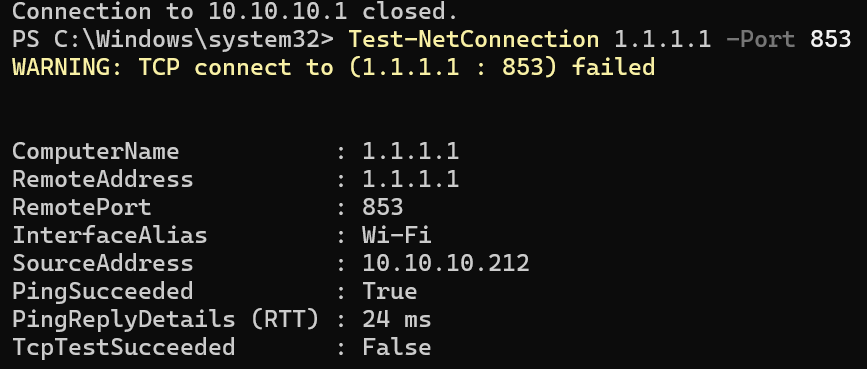 Connection to 10.10.10.1 closed.
PS C:\Windows\system32> Test-NetConnection 1.1.1.1 -Port 853
WARNING: TCP connect to (1.1.1.1 : 853) failed
ComputerName : 1.1.1.1
RemoteAddress : 1.1.1.1
RemotePort : 853
InterfaceAlias : Wi-Fi
SourceAddress : 10.10.10.212
PingSucceeded : True
PingReplyDetails (RTT) : 24 ms
TcpTestSucceeded : False